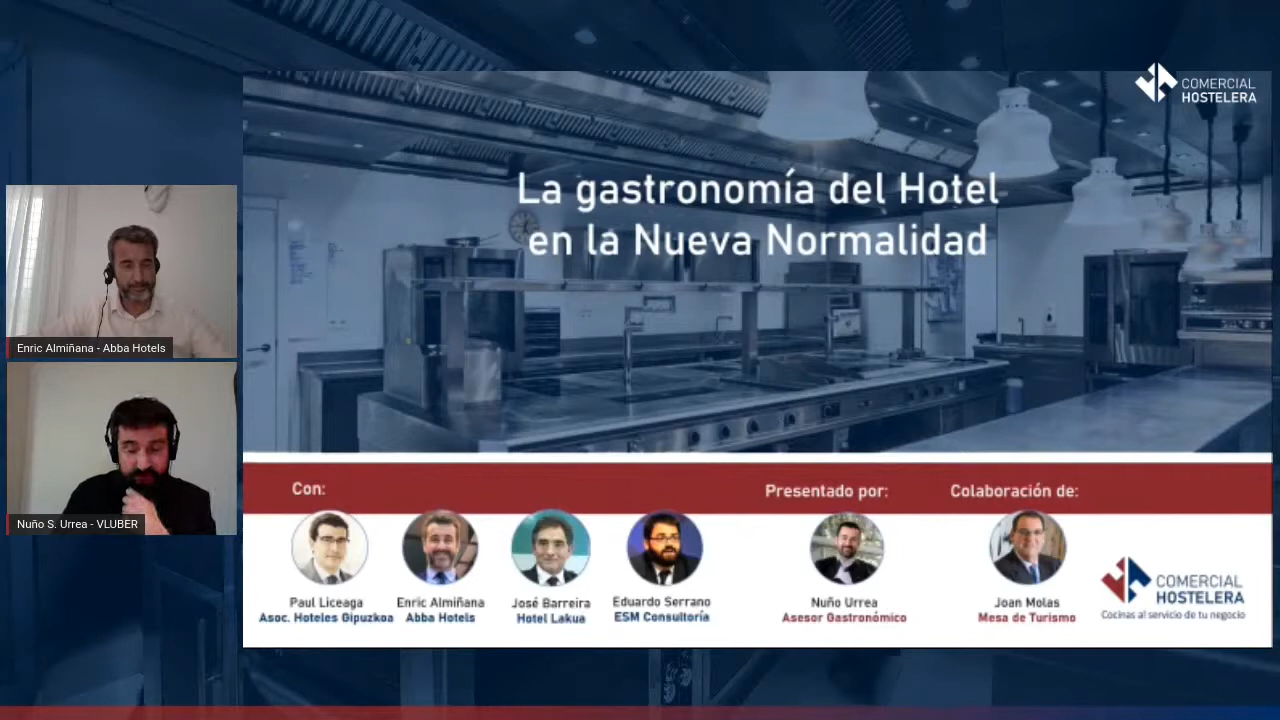 COMERCIAL
HOSTELERA
La gastronomía del Hotel
en la Nueva Normalidad
Enric Almiñana - Abba Hotels
Nuño S. Urrea - VLUBER
Con:
Presentado por:
Colaboración de:
Paul Liceaga
Asoc. Hoteles Gipuzkoa
Enric Almiñana
Abba Hotels
José Barreira
Hotel Lakua
Eduardo Serrano
ESM Consultoría
Nuño Urrea
Asesor Gastronómico
Joan Molas
Mesa de Turismo
COMERCIAL
HOSTELERA
Cocinas al servicio de tu negocio